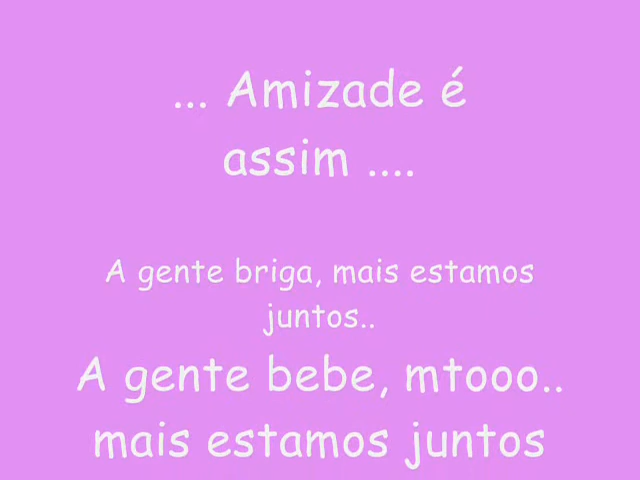 ... Amizade é
assim ....
A gente briga, mais estamos
juntos..
A gente bebe, mtooo..
mais estamos juntos